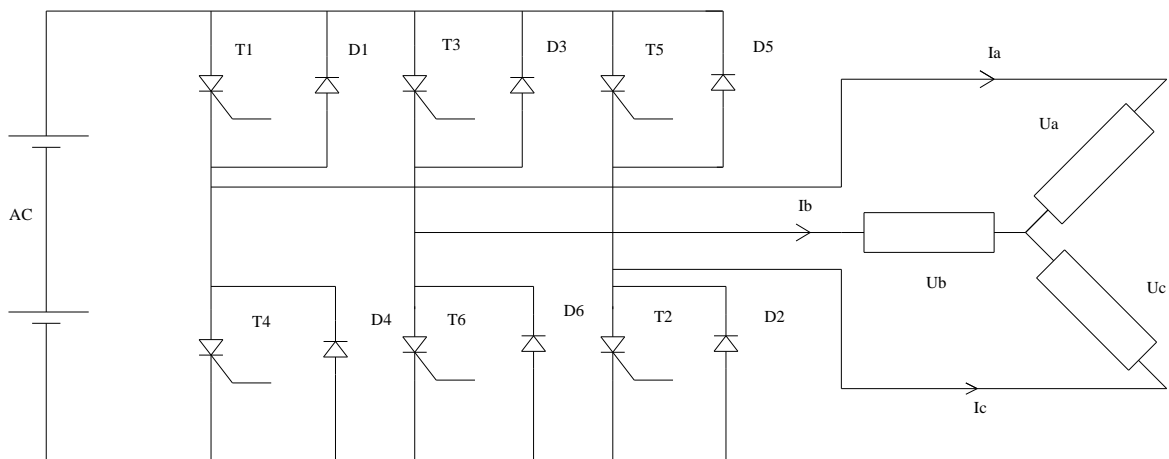 T1 D1 T3 D3 T5 D5
Ia
Ua
AC
Ib
Ub
Uc
T4 D4 T6 D6 T2 D2
Ic